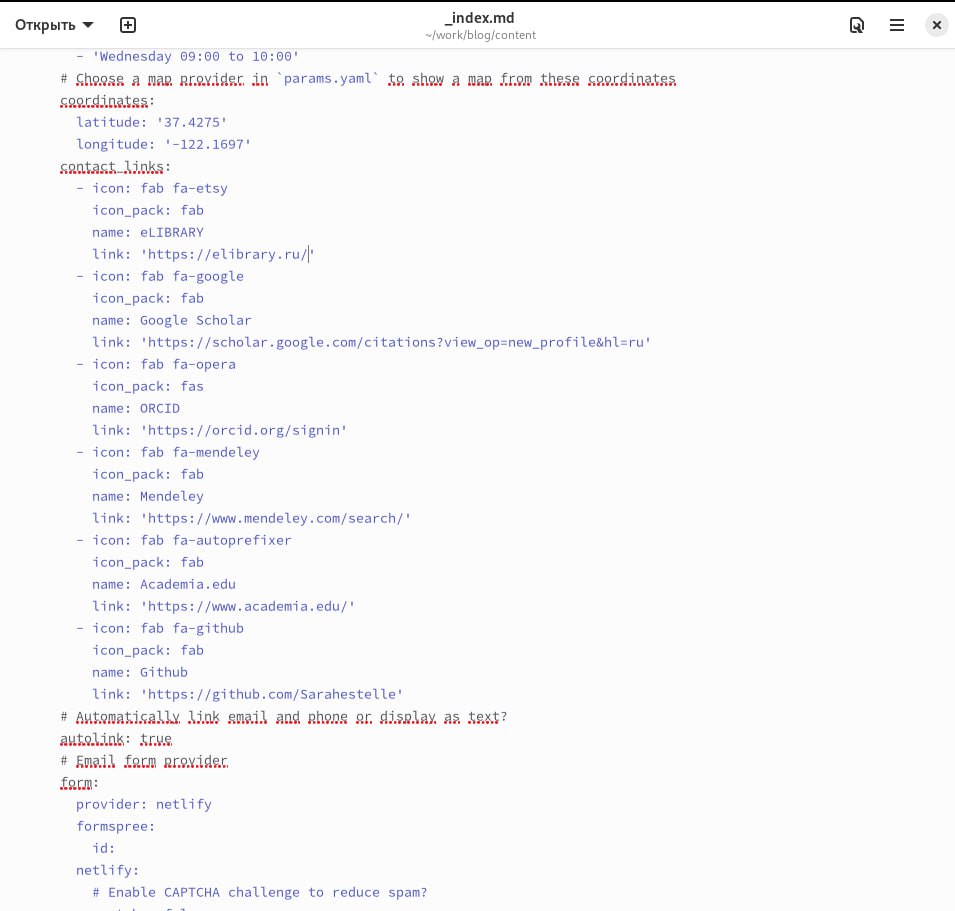 Открыть
_index.md
~/work/blog/content
- 'Wednesday 09:00 to 10:00'
# Choose a map provider in `params.yaml` to show a map from these coordinates
coordinates:
latitude: '37.4275'
longitude: '-122.1697'
contact_links:
- icon: fab fa-etsy
icon_pack: fab
name: eLIBRARY
link: 'https://elibrary.ru/'
- icon: fab fa-google
icon_pack: fab
name: Google Scholar
link: 'https://scholar.google.com/citations?view_op=new_profile&hl=ru'
- icon: fab fa-opera
icon_pack: fas
name: ORCID
link: 'https://orcid.org/signin'
- icon: fab fa-mendeley
icon_pack: fab
name: Mendeley
link: 'https://www.mendeley.com/search/'
- icon: fab fa-autoprefixer
icon_pack: fab
name: Academia.edu
link: 'https://www.academia.edu/'
- icon: fab fa-github
icon_pack: fab
name: Github
link: 'https://github.com/Sarahestelle'
# Automatically link email and phone or display as text?
autolink: true
# Email form provider
form:
provider: netlify
formspree:
id:
netlify:
# Enable CAPTCHA challenge to reduce spam?